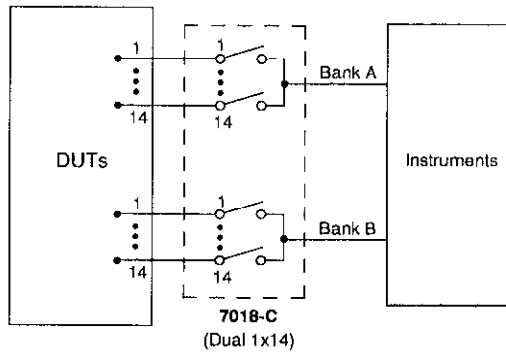 1
1
Bank A
14
14
DUTs
Instruments
1
1
Bank B
14
14
7018-C
(Dual 1x14)